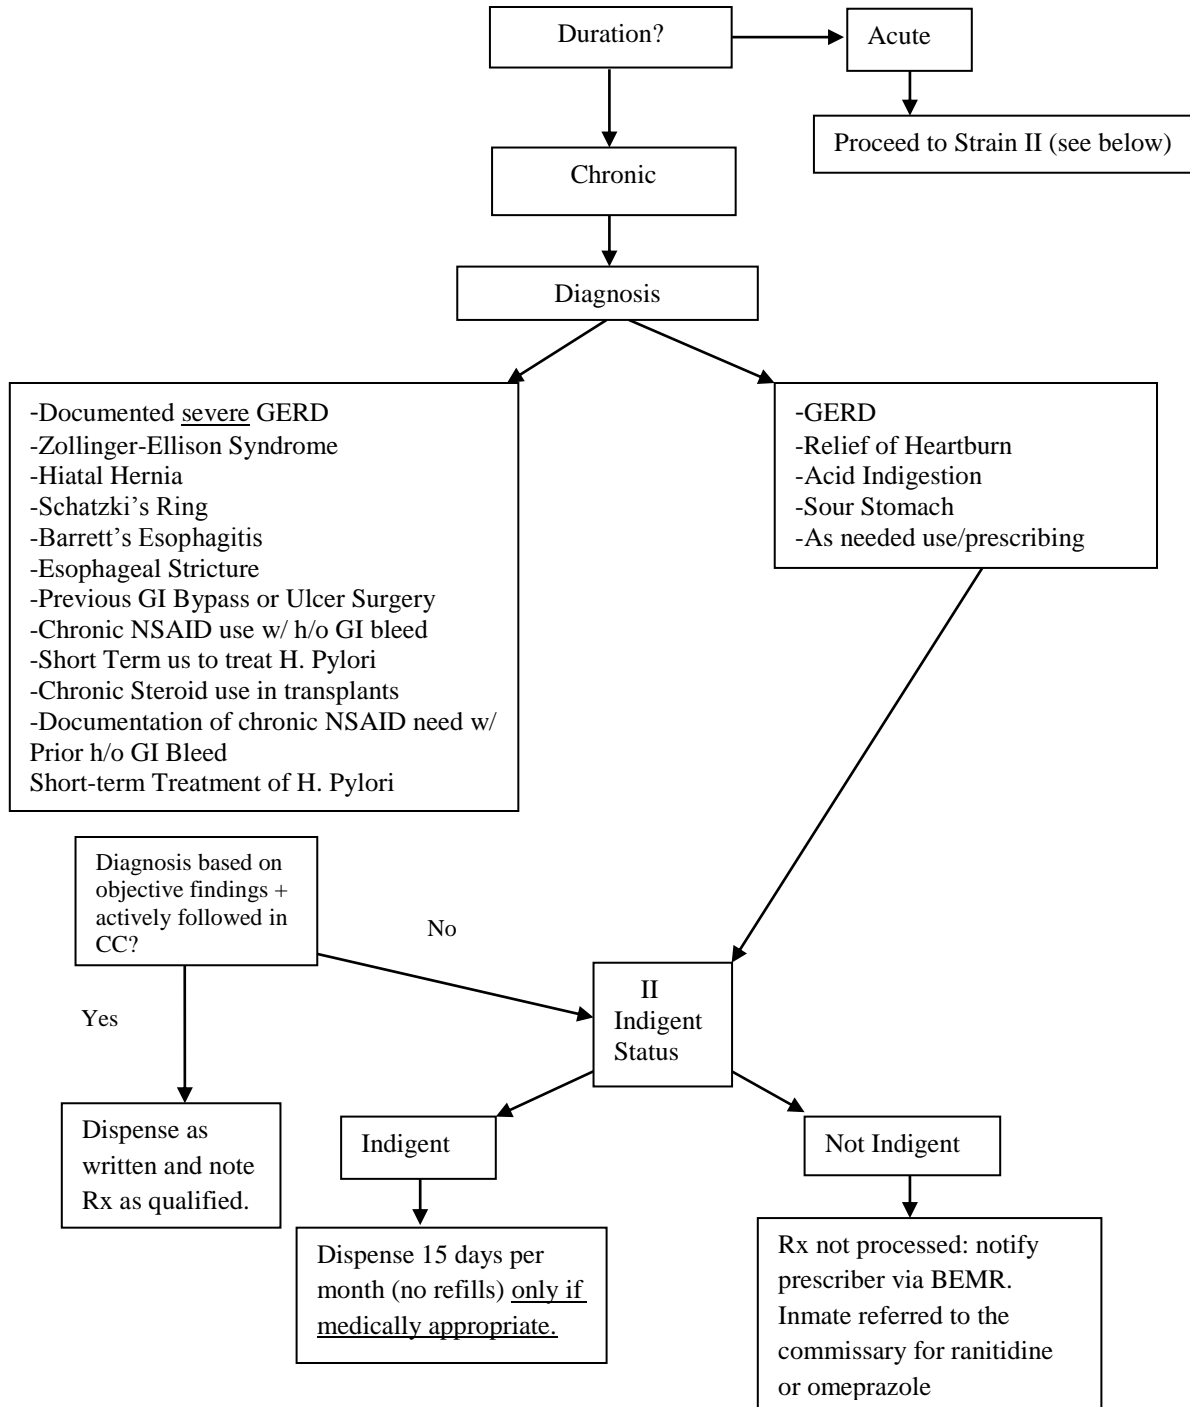 Duration?
Acute
Proceed to Strain II (see below)
Chronic
Diagnosis
-Documented severe GERD
-Zollinger-Ellison Syndrome
-Hiatal Hernia
-Schatzki’s Ring
-Barrett’s Esophagitis
-Esophageal Stricture
-Previous GI Bypass or Ulcer Surgery
-Chronic NSAID use w/ h/o GI bleed
-Short Term us to treat H. Pylori
-Chronic Steroid use in transplants
-Documentation of chronic NSAID need w/
Prior h/o GI Bleed
Short-term Treatment of H. Pylori
-GERD
-Relief of Heartburn
-Acid Indigestion
-Sour Stomach
-As needed use/prescribing
Diagnosis based on
objective findings +
actively followed in
CC?
No
Yes
II
Indigent
Status
Dispense as
written and note
Rx as qualified.
Indigent
Not Indigent
Dispense 15 days per
month (no refills) only if
medically appropriate.
Rx not processed: notify
prescriber via BEMR.
Inmate referred to the
commissary for ranitidine
or omeprazole